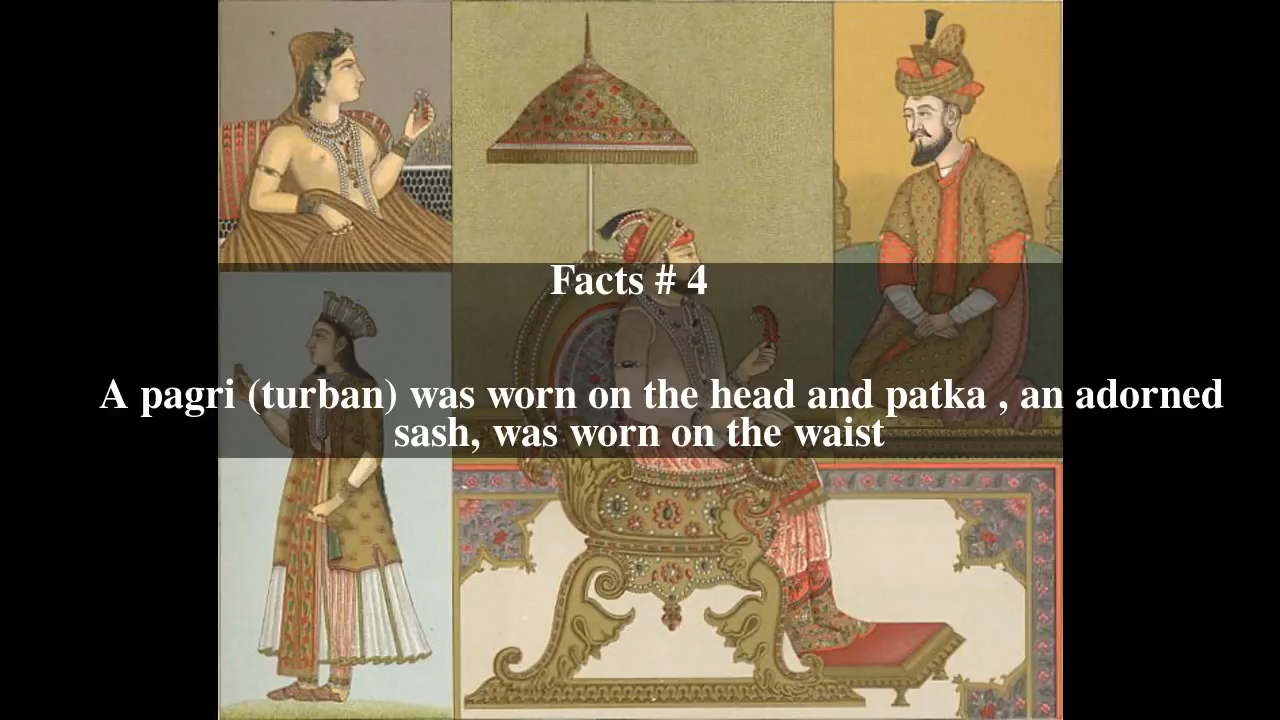 Facts # 4
A pagri (turban) was worn on the head and patka , an adorned
sash, was worn on the waist